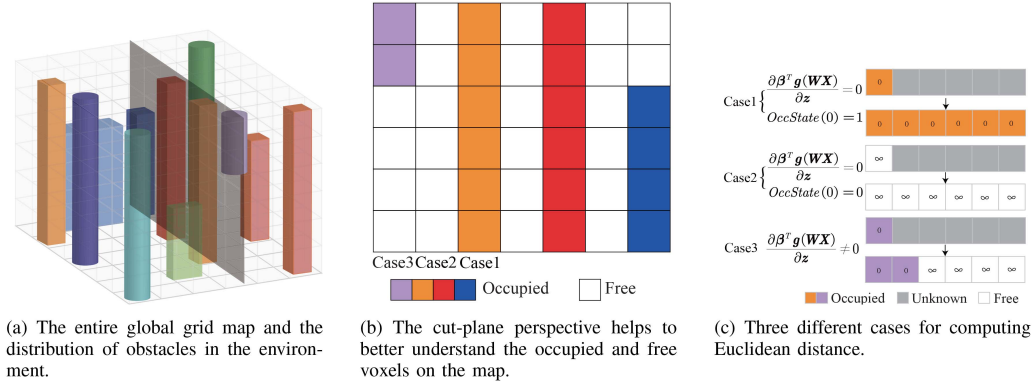 Case3 Case2 Case1
Occupied
Free
Case1 { ∂β^T g(WX) / ∂z = 0
OccState(0) = 1
0
0 0 0 0 0 0
Case2 { ∂β^T g(WX) / ∂z = 0
OccState(0) = 0
∞
∞ ∞ ∞ ∞ ∞ ∞
Case3 ∂β^T g(WX) / ∂z ≠ 0
0
0 0 ∞ ∞ ∞ ∞
Occupied Unknown Free
(a) The entire global grid map and the
distribution of obstacles in the environ-
ment.
(b) The cut-plane perspective helps to
better understand the occupied and free
voxels on the map.
(c) Three different cases for computing
Euclidean distance.